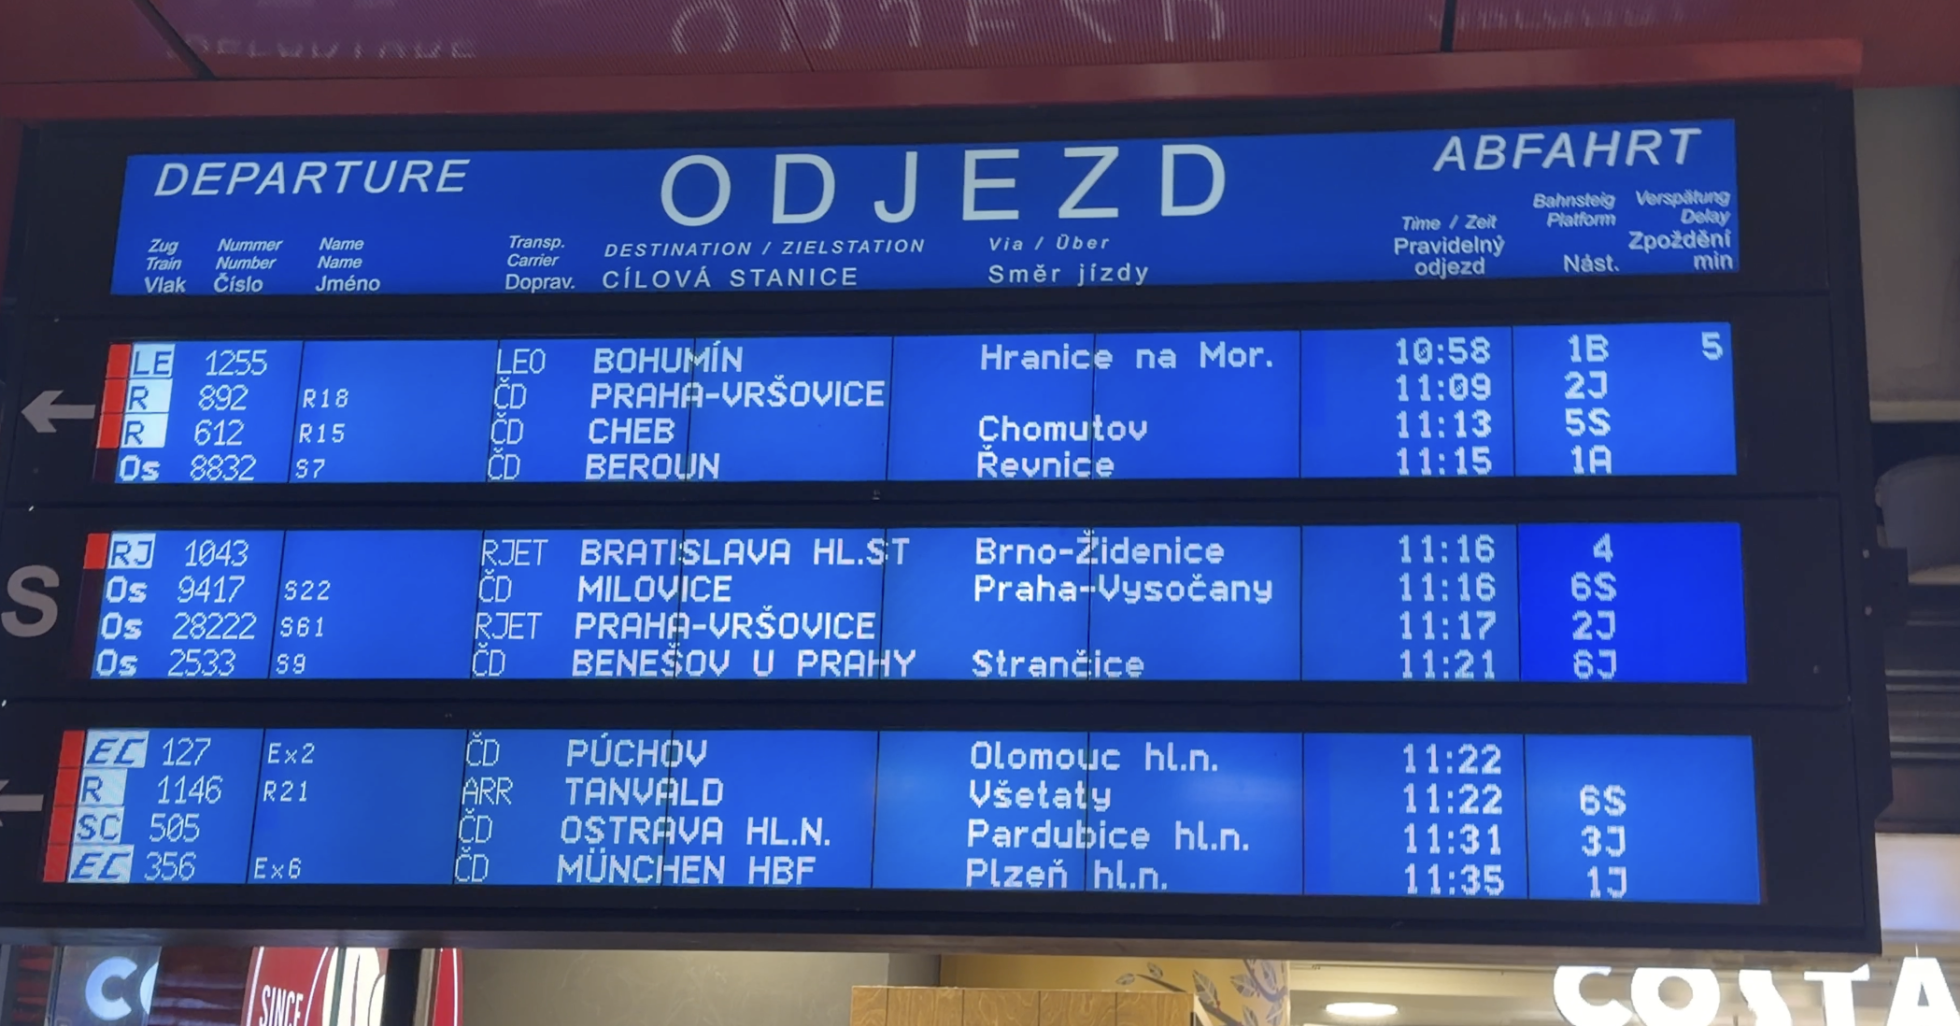 DEPARTURE ODJEZD ABFAHRT
Zug Nummer Name Transp. DESTINATION / ZIELSTATION Via / Über Time / Zeit Bahnsteig Verspätung
Train Number Name Carrier Platform Delay
Vlak Číslo Jméno Doprav. CÍLOVÁ STANICE Směr jízdy Pravidelný odjezd Nást. Zpoždění min
LE 1255 LEO BOHUMÍN Hranice na Mor. 10:58 1B 5
R 892 R18 ČD PRAHA-VRŠOVICE 11:09 2J
R 612 R15 ČD CHEB Chomutov 11:13 5S
Os 8832 S7 ČD BEROUN Řevnice 11:15 1A
S
RJ 1043 RJET BRATISLAVA HL.ST Brno-Židenice 11:16 4
Os 9417 S22 ČD MILOVICE Praha-Vysočany 11:16 6S
Os 28222 S61 RJET PRAHA-VRŠOVICE 11:17 2J
Os 2533 S9 ČD BENEŠOV U PRAHY Strančice 11:21 6J
EC 127 Ex2 ČD PÚCHOV Olomouc hl.n. 11:22
R 1146 R21 ARR TANVALD Všetaty 11:22 6S
SC 505 ČD OSTRAVA HL.N. Pardubice hl.n. 11:31 3J
EC 356 Ex6 ČD MÜNCHEN HBF Plzeň hl.n. 11:35 1J
SINCE
COSTA